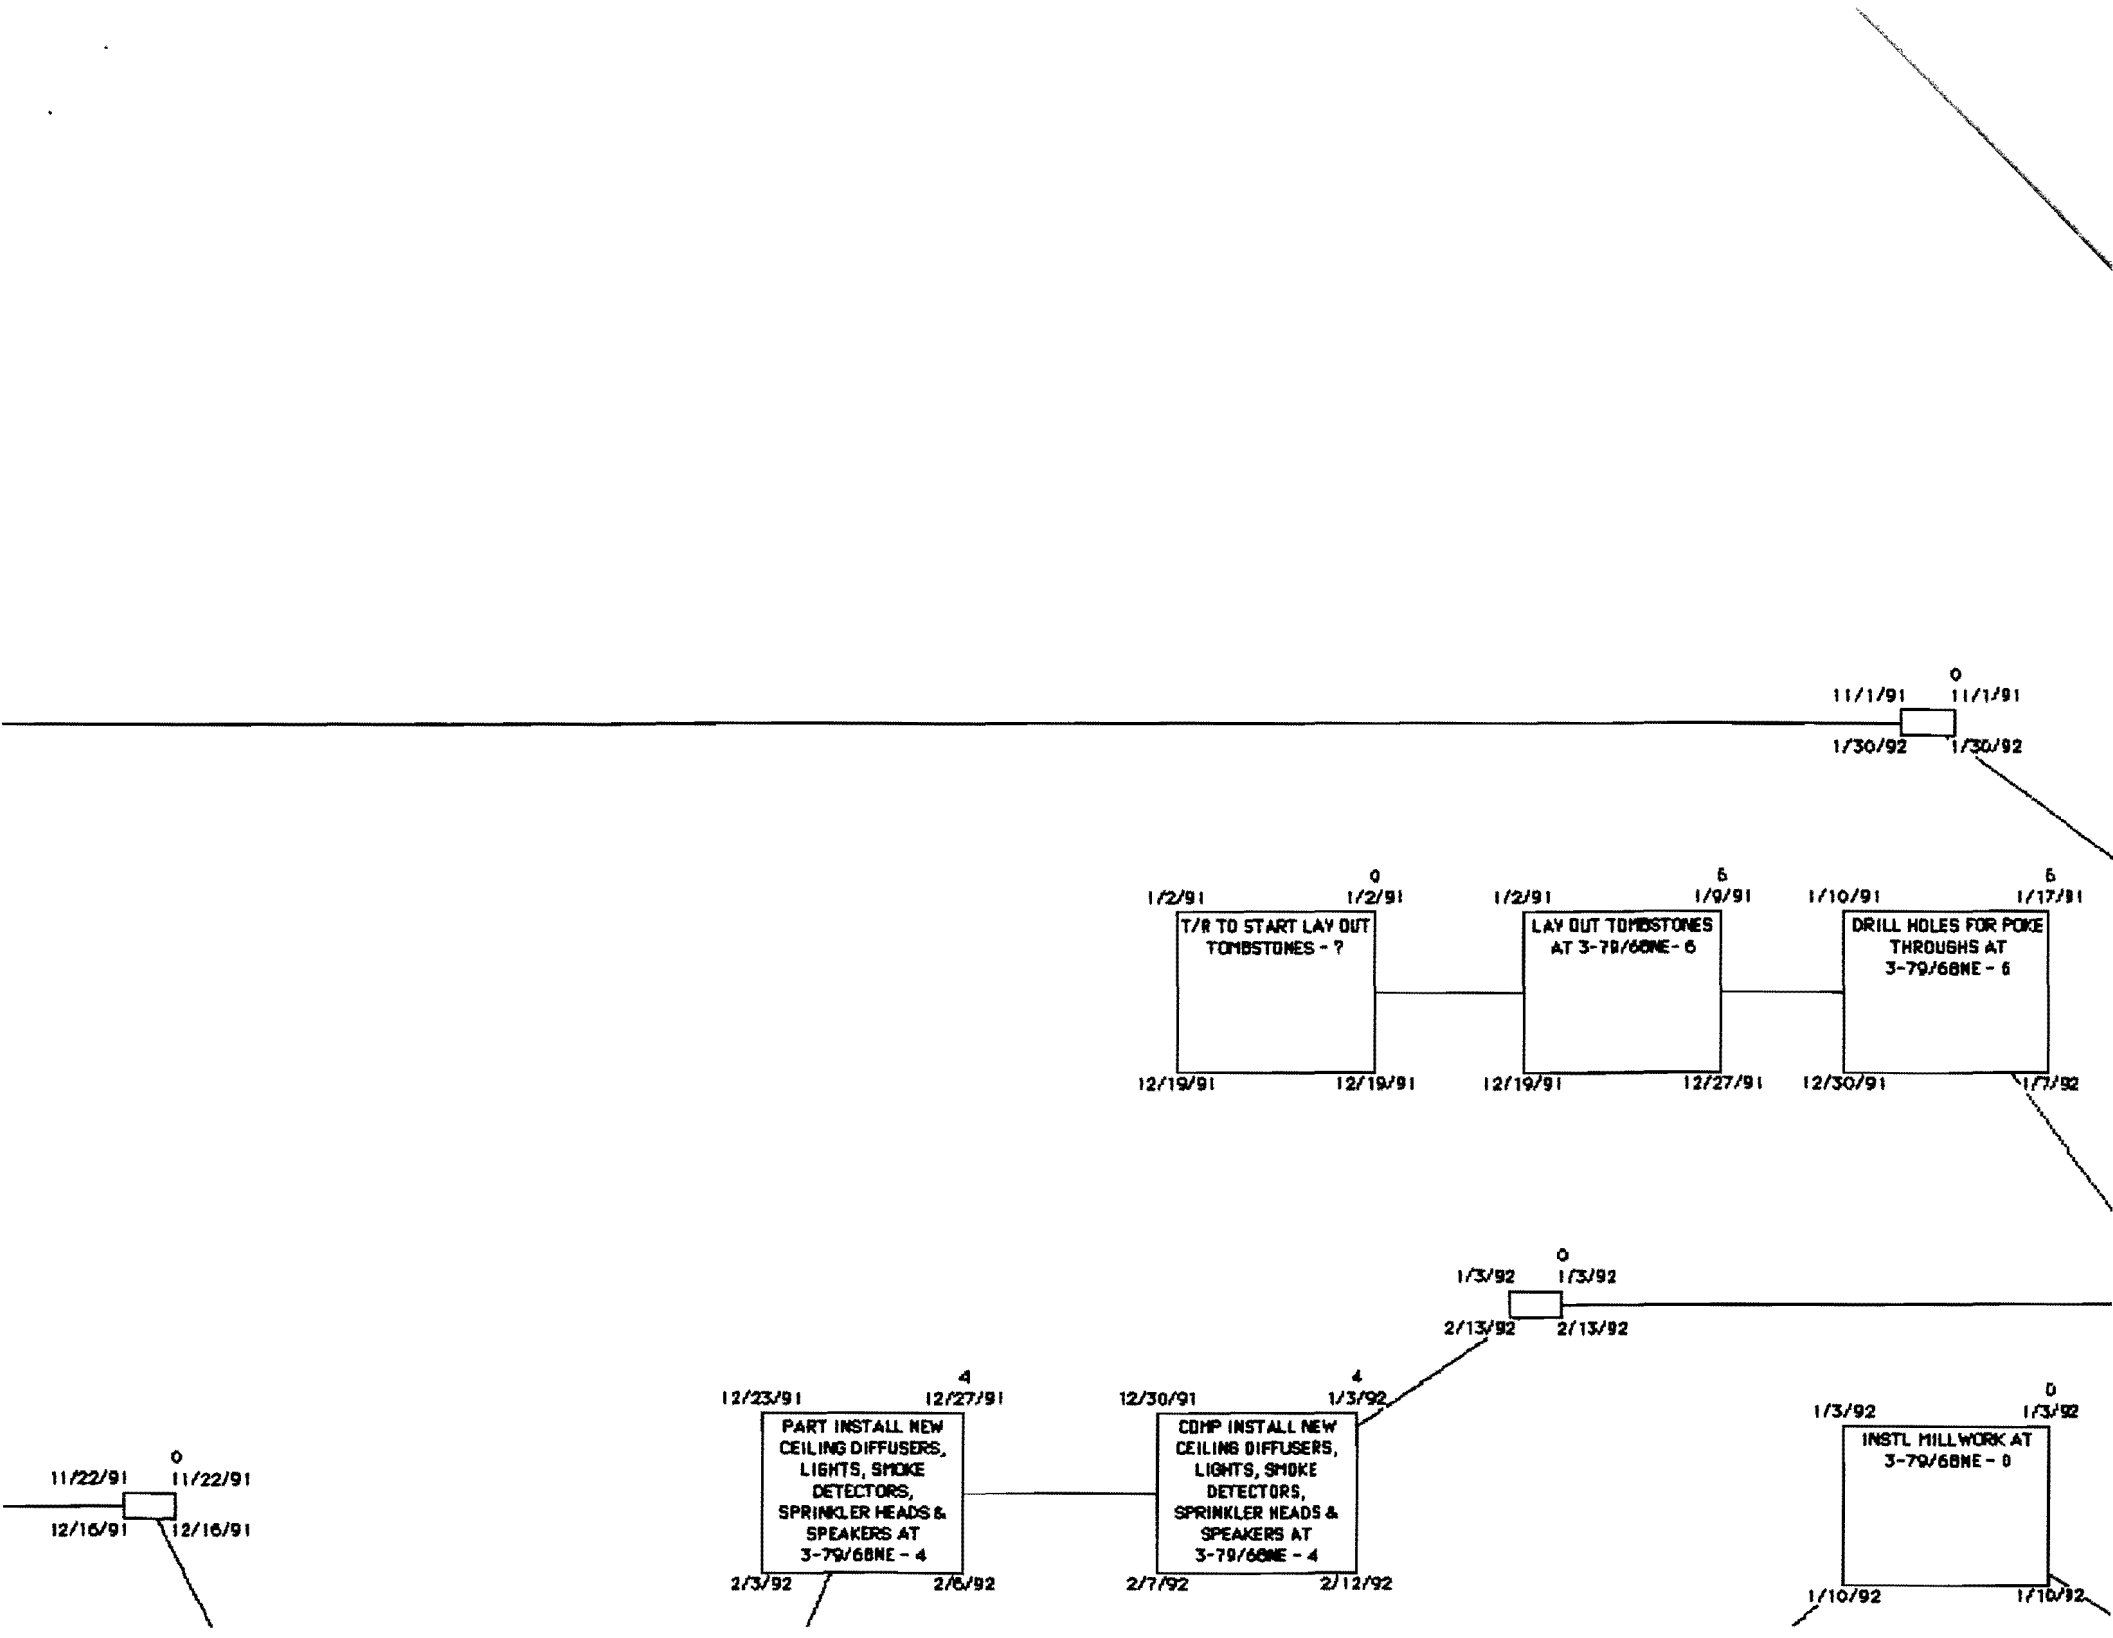 0
11/1/91 11/1/91
1/30/92 1/30/92
0
1/2/91 1/2/91
T/R TO START LAY OUT
TOMBSTONES - ?
12/19/91 12/19/91
6
1/2/91 1/9/91
LAY OUT TOMBSTONES
AT 3-79/68NE- 6
12/19/91 12/27/91
6
1/10/91 1/17/91
DRILL HOLES FOR POKE
THROUGHS AT
3-79/68NE - 6
12/30/91 1/7/92
0
1/3/92 1/3/92
2/13/92 2/13/92
4
12/23/91 12/27/91
PART INSTALL NEW
CEILING DIFFUSERS,
LIGHTS, SMOKE
DETECTORS,
SPRINKLER HEADS &
SPEAKERS AT
3-79/68NE - 4
2/3/92 2/6/92
4
12/30/91 1/3/92
COMP INSTALL NEW
CEILING DIFFUSERS,
LIGHTS, SMOKE
DETECTORS,
SPRINKLER HEADS &
SPEAKERS AT
3-79/68NE - 4
2/7/92 2/12/92
0
1/3/92 1/3/92
INSTL MILLWORK AT
3-79/68NE - 0
1/10/92 1/10/92
0
11/22/91 11/22/91
12/16/91 12/16/91